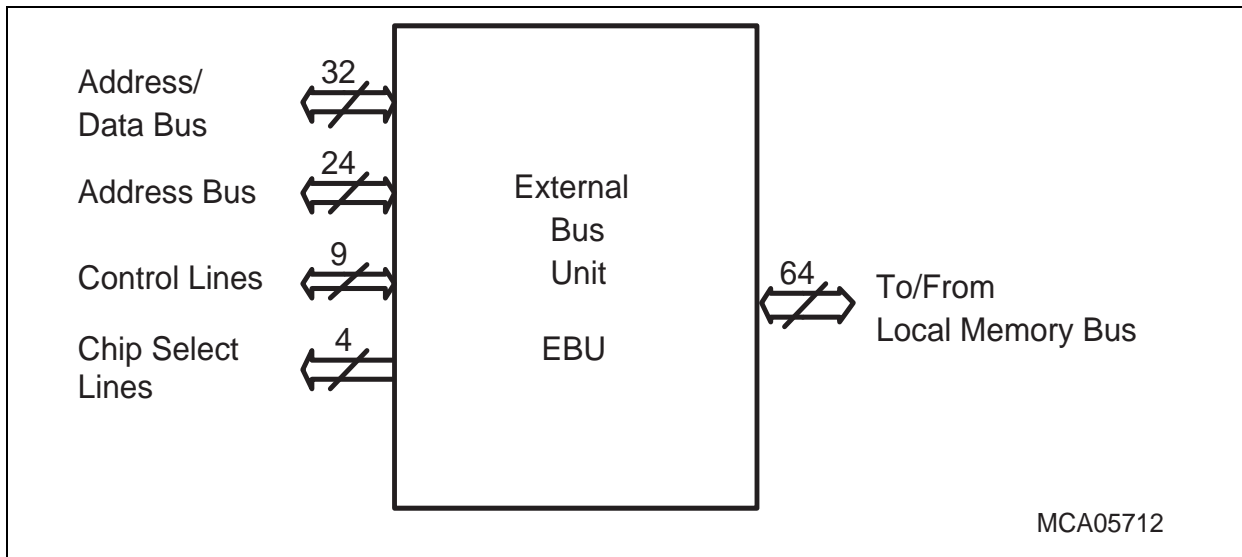 Address/
Data Bus
32
Address Bus
24
Control Lines
9
Chip Select
Lines
4
External
Bus
Unit
EBU
64
To/From
Local Memory Bus
MCA05712